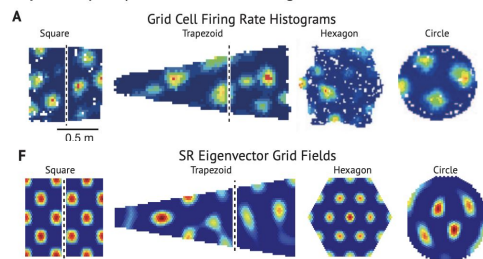 A
Grid Cell Firing Rate Histograms
Square Trapezoid Hexagon Circle
0.5 m
F
SR Eigenvector Grid Fields
Square Trapezoid Hexagon Circle